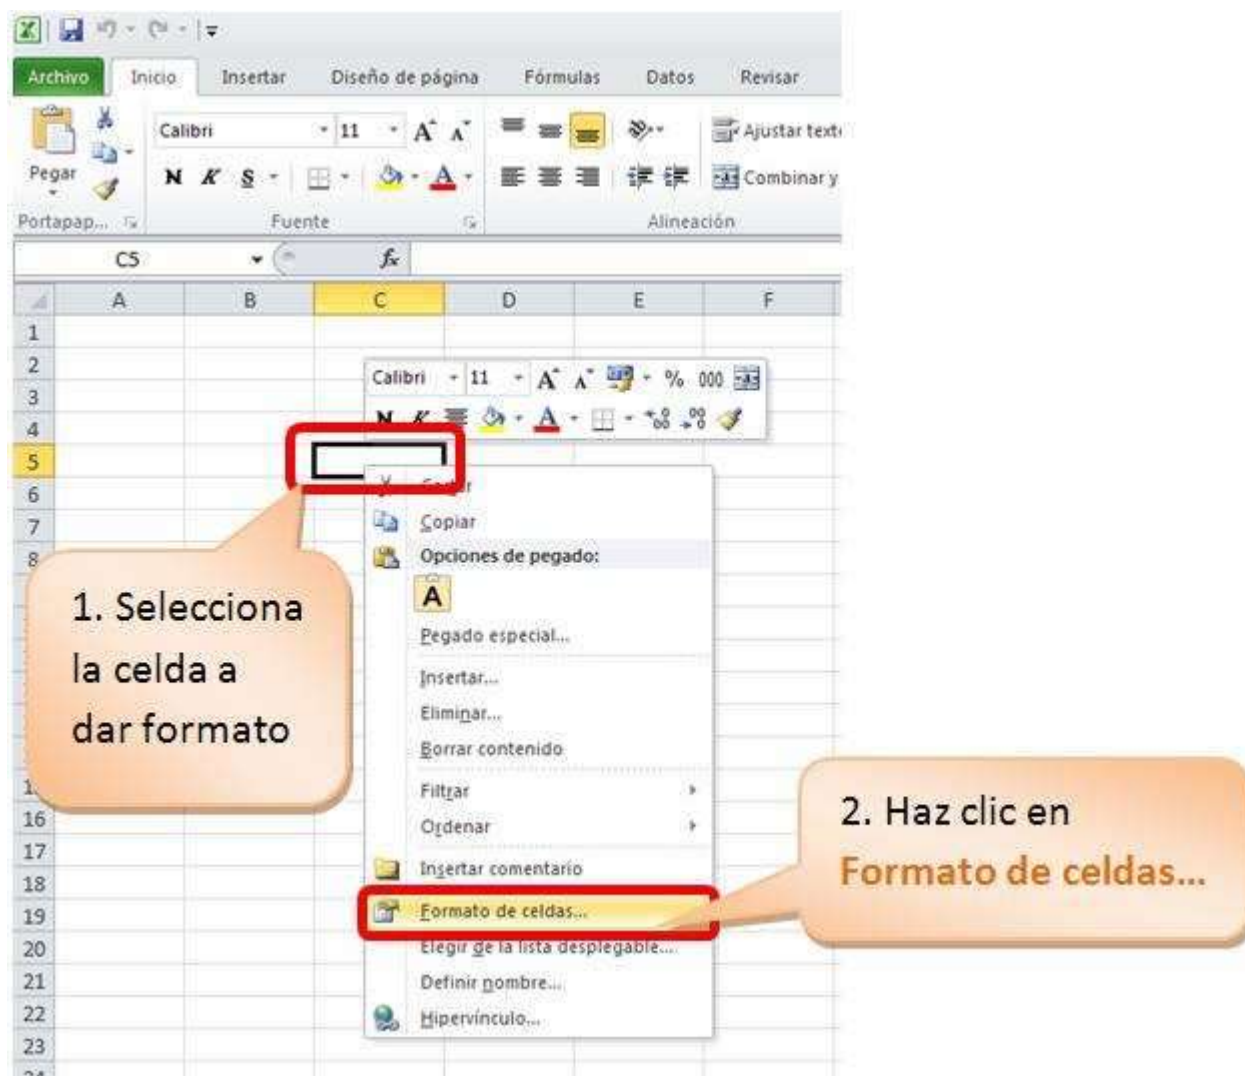 Archivo Inicio Insertar Diseño de página Fórmulas Datos Revisar
Calibri 11 A A Ajustar text
Pegar N K S A Combinar y
Portapap... Fuente Alineación
C5 fx
A B C D E F
1
2
Calibri 11 A A % 000
3
N K A
4
5
6
7
Copiar
8
Opciones de pegado:
A
1. Selecciona
la celda a
dar formato
Pegado especial...
Insertar...
Eliminar...
Borrar contenido
Filtrar
Ordenar
16
17
Insertar comentario
18
2. Haz clic en
Formato de celdas...
19
Formato de celdas...
20
Elegir de la lista desplegable...
21
Definir nombre...
22
Hipervínculo...
23